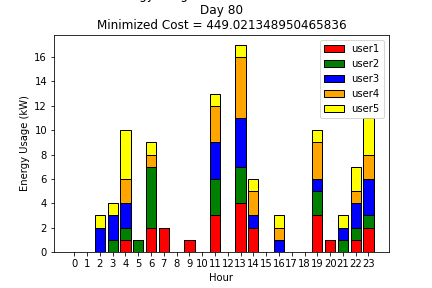 Day 80
Minimized Cost = 449.021348950465836
user1
user2
user3
user4
user5
Energy Usage (kW)
16
14
12
10
8
6
4
2
0
0 1 2 3 4 5 6 7 8 9 10 11 12 13 14 15 16 17 18 19 20 21 22 23
Hour